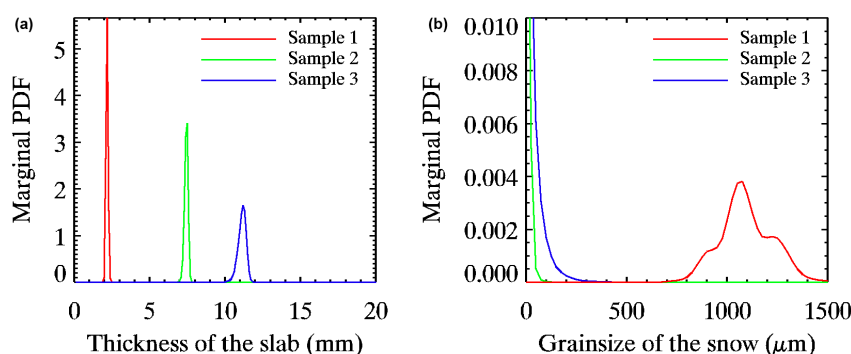 (a)
Marginal PDF
5
4
3
2
1
0
Sample 1
Sample 2
Sample 3
0 5 10 15 20
Thickness of the slab (mm)
(b)
Marginal PDF
0.010
0.008
0.006
0.004
0.002
0.000
Sample 1
Sample 2
Sample 3
0 500 1000 1500
Grainsize of the snow (μm)